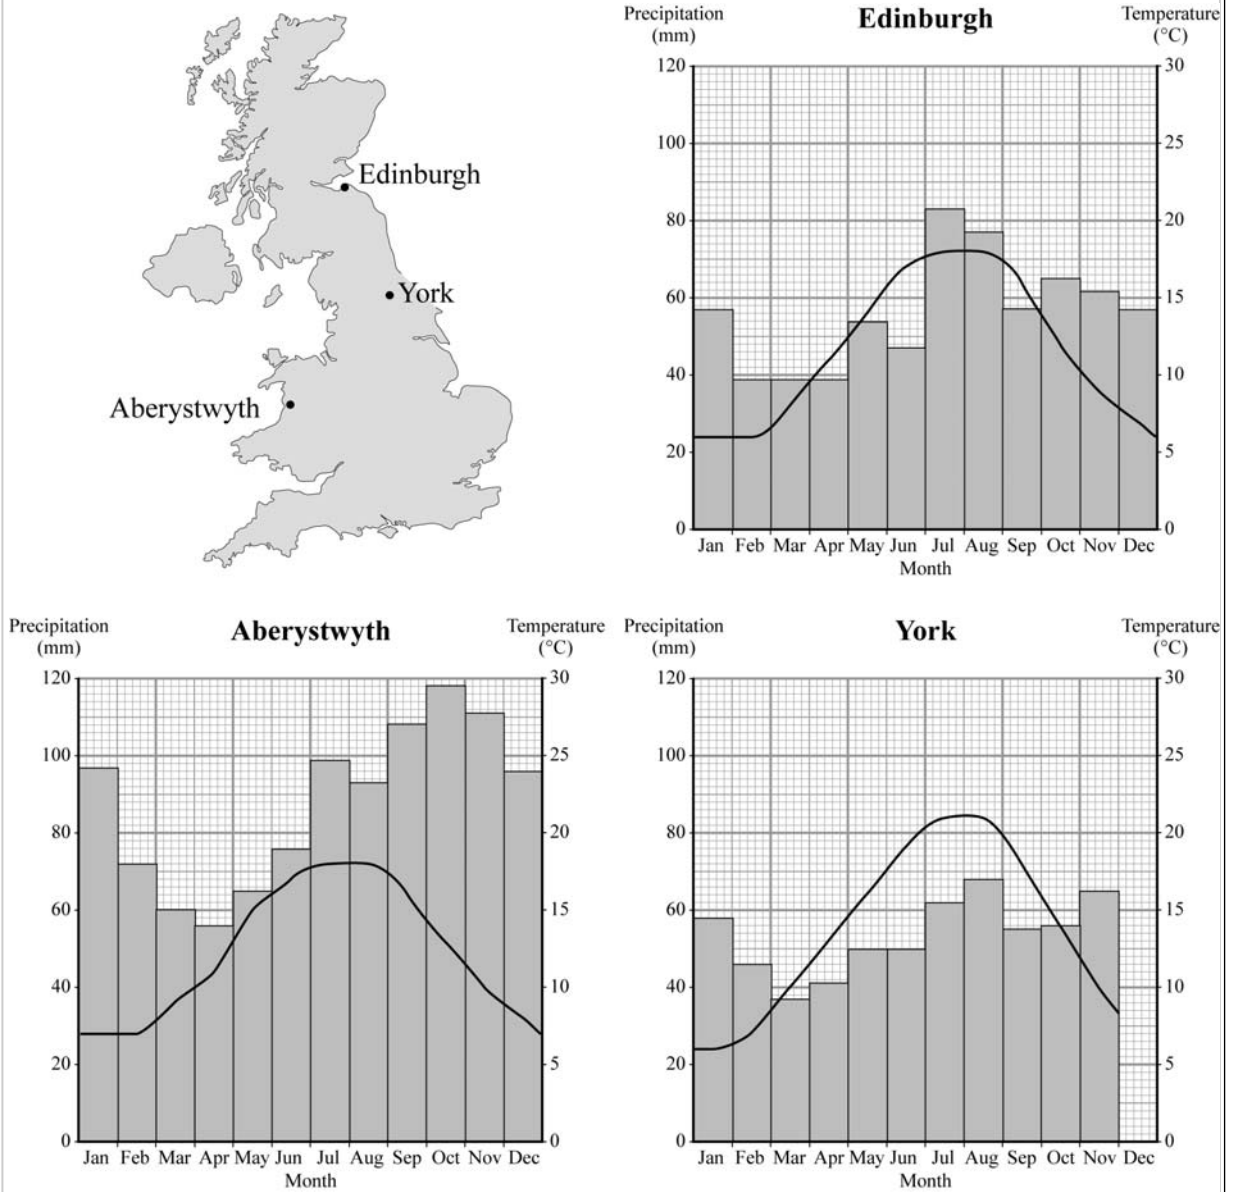 Edinburgh
York
Aberystwyth
Precipitation
(mm)
Edinburgh
Temperature
(°C)
120
100
80
60
40
20
0
30
25
20
15
10
5
0
Jan Feb Mar Apr May Jun Jul Aug Sep Oct Nov Dec
Month
Precipitation
(mm)
Aberystwyth
Temperature
(°C)
120
100
80
60
40
20
0
30
25
20
15
10
5
0
Jan Feb Mar Apr May Jun Jul Aug Sep Oct Nov Dec
Month
Precipitation
(mm)
York
Temperature
(°C)
120
100
80
60
40
20
0
30
25
20
15
10
5
0
Jan Feb Mar Apr May Jun Jul Aug Sep Oct Nov Dec
Month